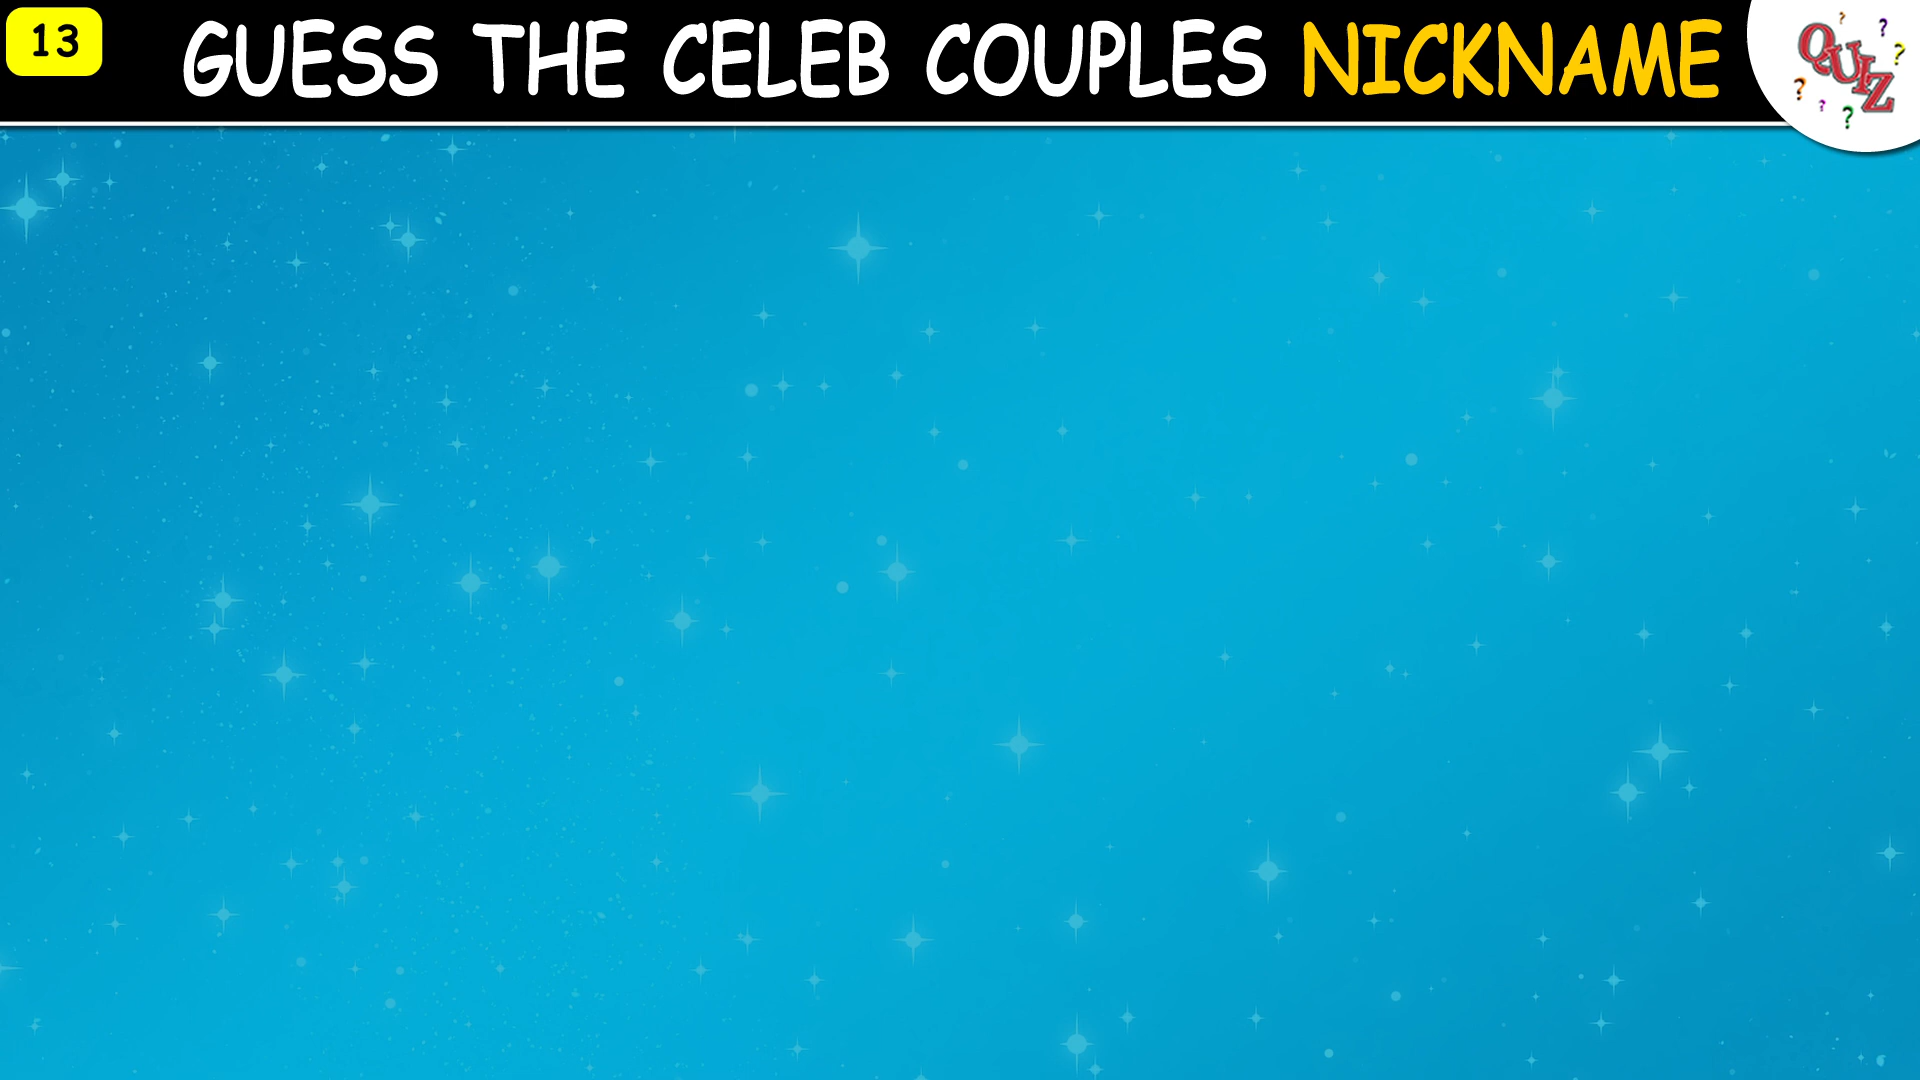 13
GUESS THE CELEB COUPLES NICKNAME
QUIZ
? ? ? ? ? ?